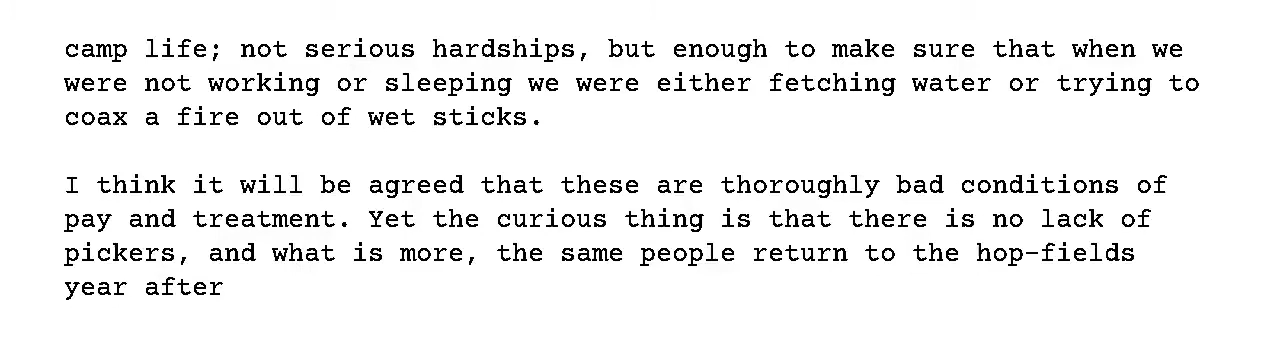 camp life; not serious hardships, but enough to make sure that when we
were not working or sleeping we were either fetching water or trying to
coax a fire out of wet sticks.
I think it will be agreed that these are thoroughly bad conditions of
pay and treatment. Yet the curious thing is that there is no lack of
pickers, and what is more, the same people return to the hop-fields
year after